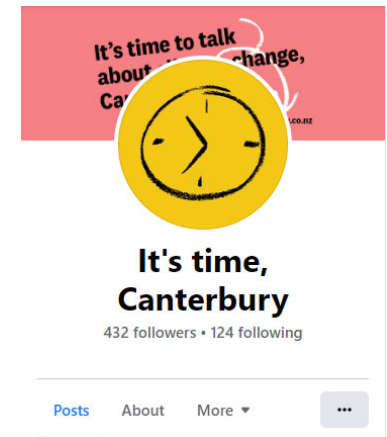 It's time to talk
about change,
Ca
.co.nz
It's time,
Canterbury
432 followers • 124 following
Posts About More